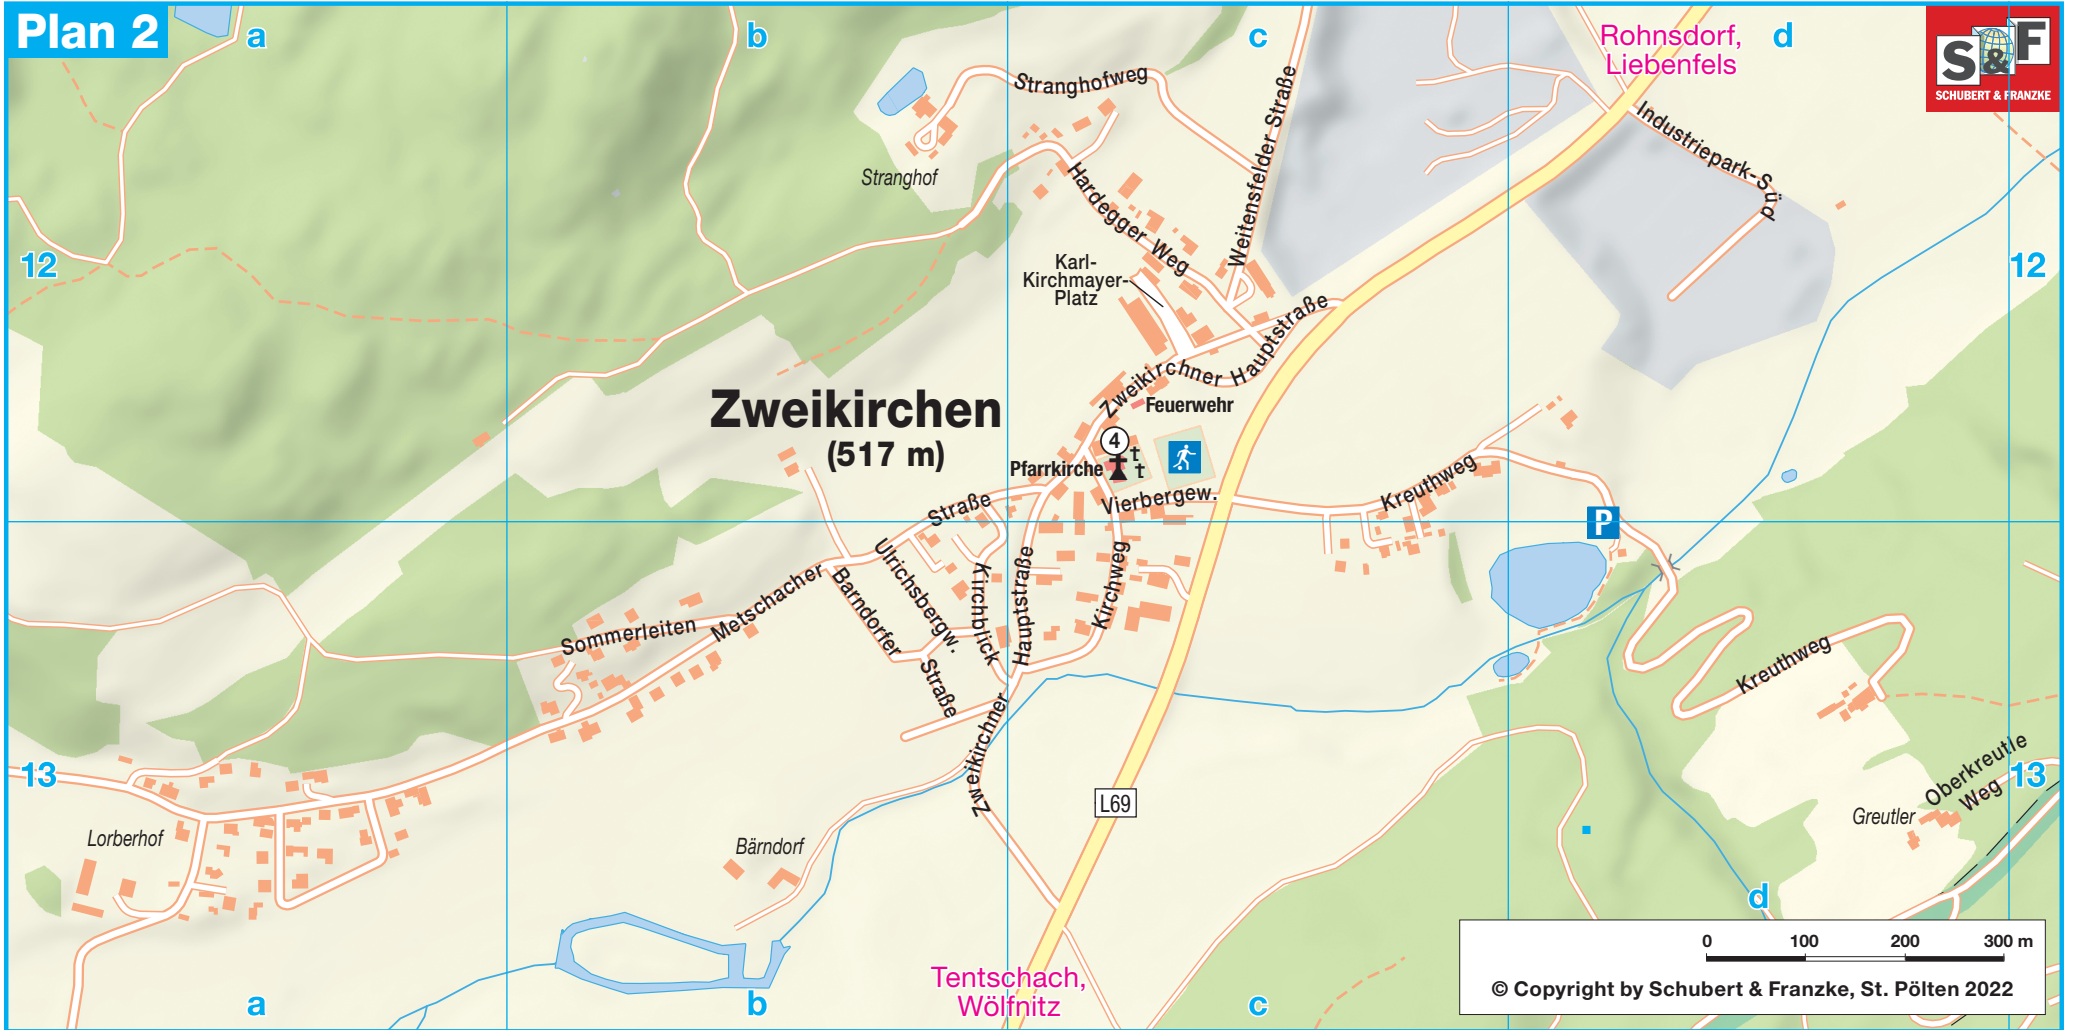 Plan 2
a
b
c
d
Rohnsdorf,
Liebenfels
S&F
SCHUBERT & FRANZKE
Stranghofweg
Weitensfelder Straße
Industriepark-Süd
Stranghof
Hardegger Weg
12
12
Karl-
Kirchmayer-
Platz
Zweikirchner Hauptstraße
Zweikirchen
(517 m)
Feuerwehr
4
Pfarrkirche
Vierbergew.
Kreuthweg
P
Metschacher Straße
Sommerleiten
Barndorfer Straße
Ulrichsbergw.
Kirchblick
Zweikirchner Hauptstraße
Kirchweg
Kreuthweg
Oberkreutle
Weg
Greutler
13
13
Lorberhof
Bärndorf
L69
d
Tentschach,
Wölfnitz
a
b
c
0 100 200 300 m
© Copyright by Schubert & Franzke, St. Pölten 2022